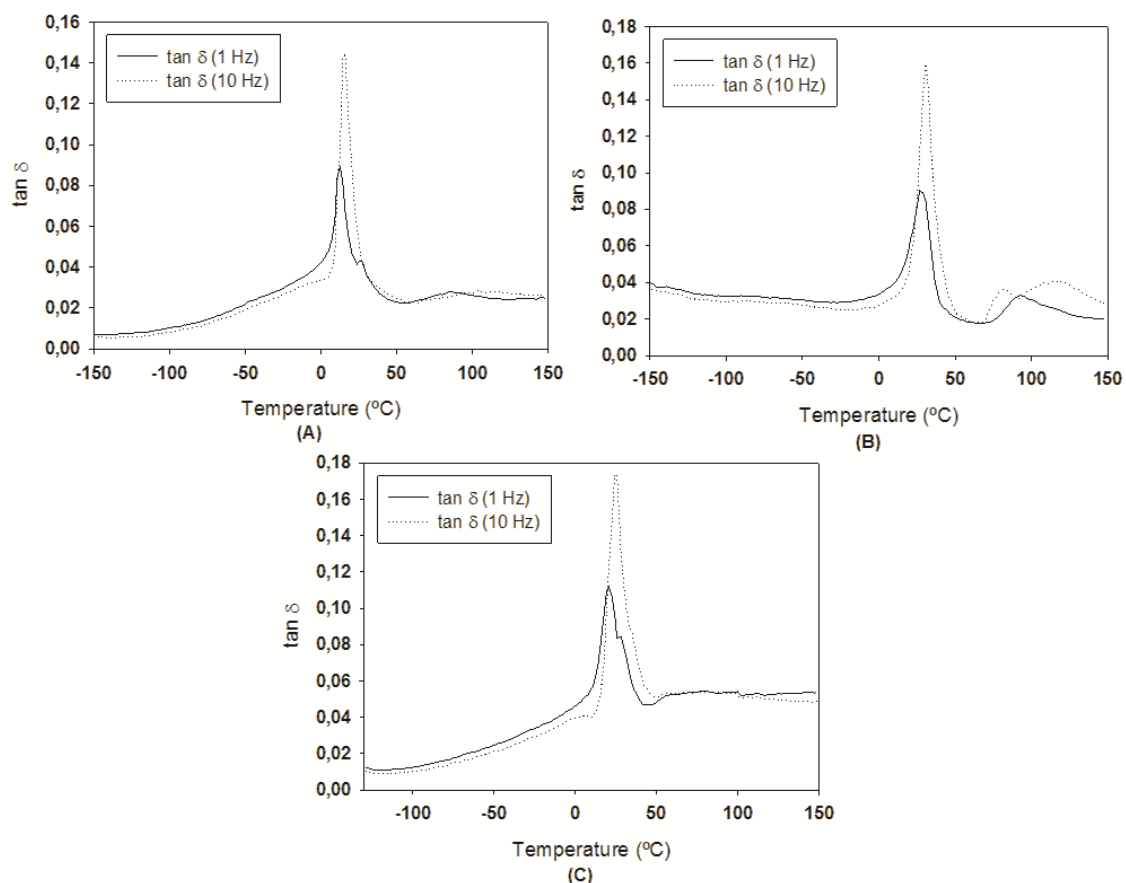 0,16
0,14
0,12
0,10
0,08
0,06
0,04
0,02
0,00
tan δ
tan δ (1 Hz)
tan δ (10 Hz)
-150 -100 -50 0 50 100 150
Temperature (ºC)
(A)
0,18
0,16
0,14
0,12
0,10
0,08
0,06
0,04
0,02
0,00
tan δ
tan δ (1 Hz)
tan δ (10 Hz)
-150 -100 -50 0 50 100 150
Temperature (ºC)
(B)
0,18
0,16
0,14
0,12
0,10
0,08
0,06
0,04
0,02
0,00
tan δ
tan δ (1 Hz)
tan δ (10 Hz)
-100 -50 0 50 100 150
Temperature (ºC)
(C)